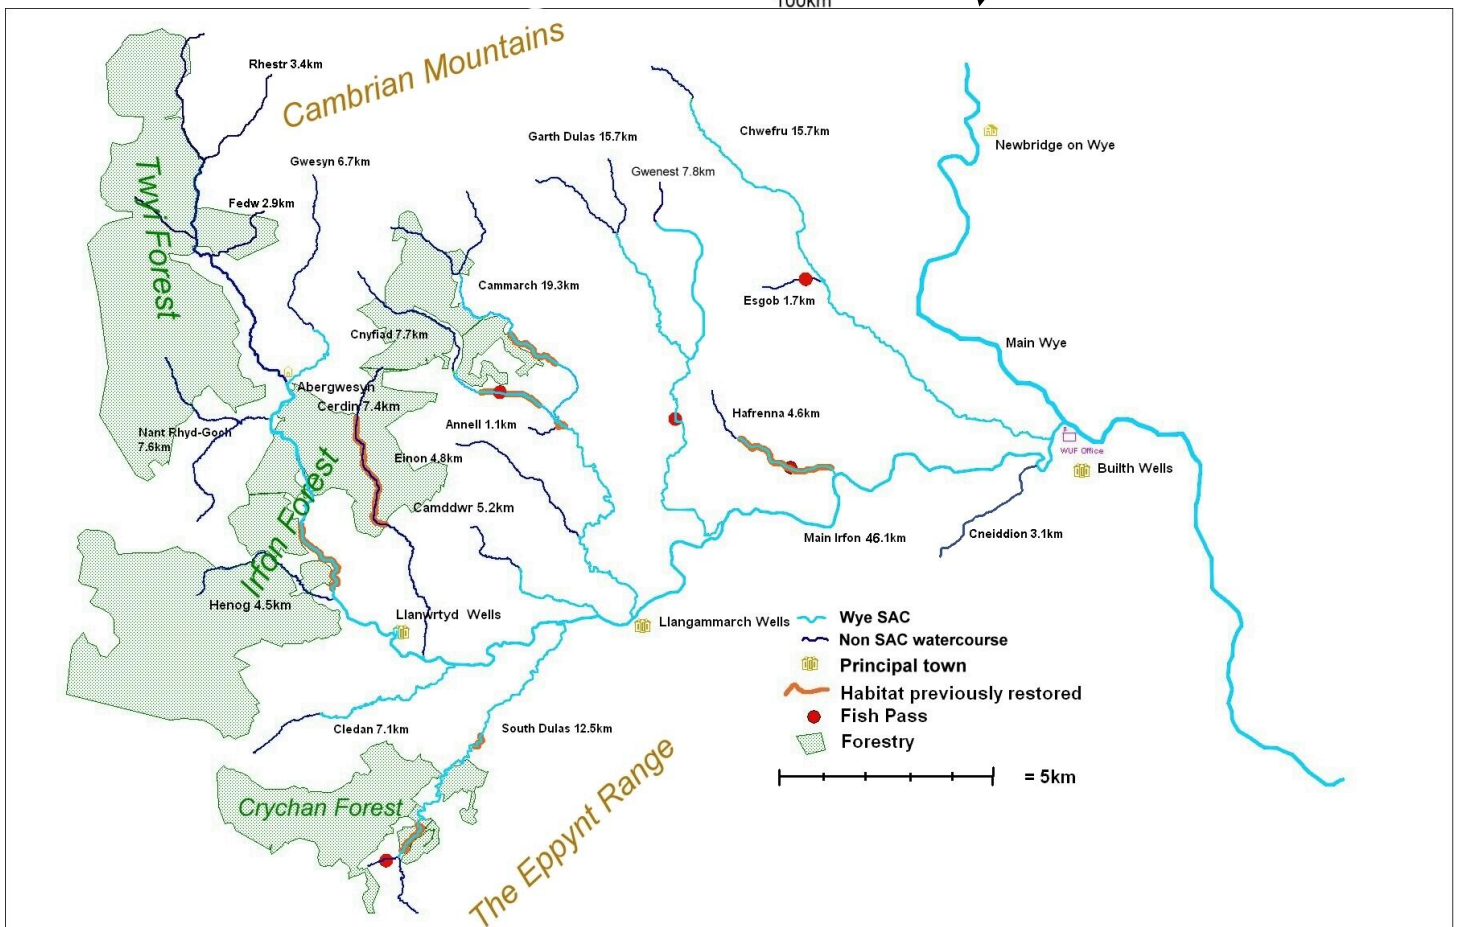 100km
Cambrian Mountains
Rhestr 3.4km
Gwesyn 6.7km
Garth Dulas 15.7km
Chwefru 15.7km
Newbridge on Wye
Gwenest 7.8km
Twyi Forest
Fedw 2.9km
Cammarch 19.3km
Esgob 1.7km
Cnyfiad 7.7km
Main Wye
Abergwesyn
Cerdin 7.4km
Hafrenna 4.6km
Annell 1.1km
Nant Rhyd-Goch
7.6km
Einon 4.8km
WUF Office
Builth Wells
Camddwr 5.2km
Irfon Forest
Main Irfon 46.1km
Cneiddion 3.1km
Henog 4.5km
Llanwrtyd Wells
Llangammarch Wells
Wye SAC
Non SAC watercourse
Principal town
Habitat previously restored
Fish Pass
Forestry
Cledan 7.1km
South Dulas 12.5km
= 5km
Crychan Forest
The Eppynt Range